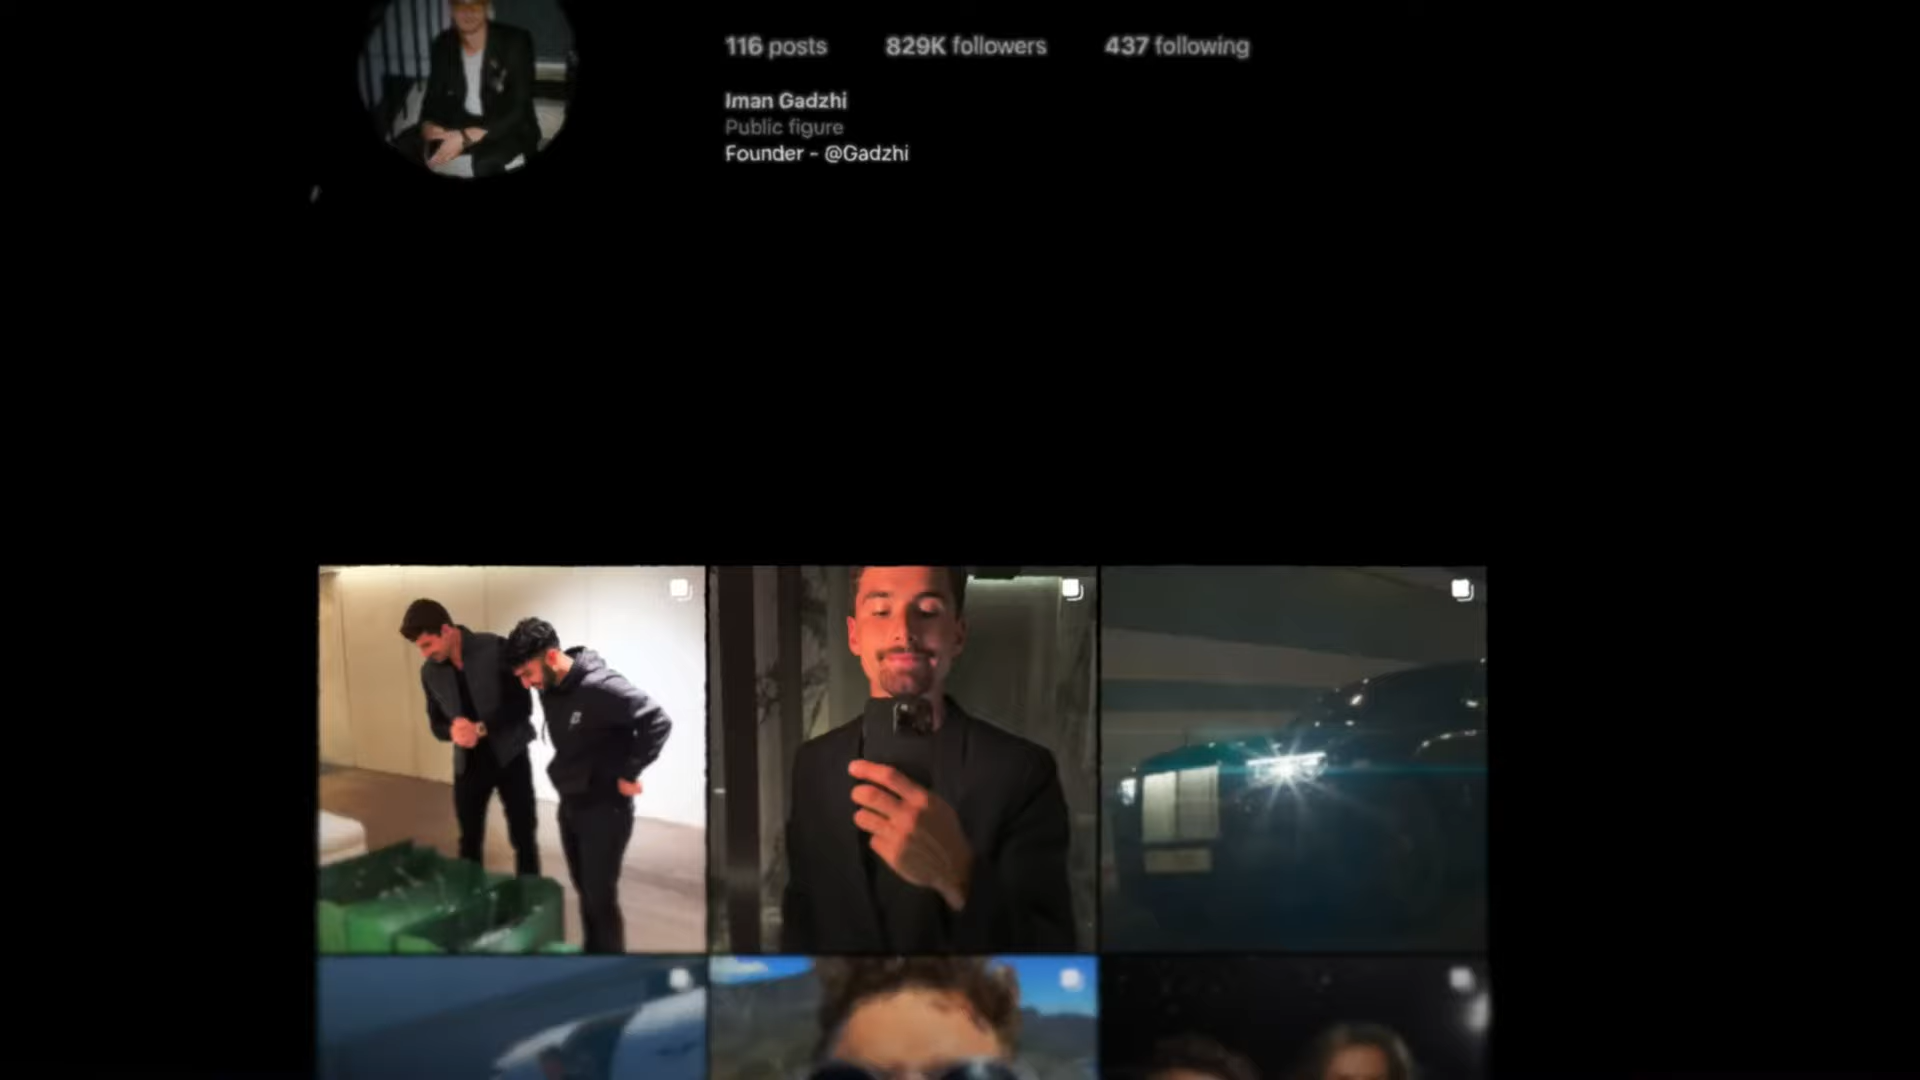 116 posts 829K followers 437 following
Iman Gadzhi
Public figure
Founder - @Gadzhi